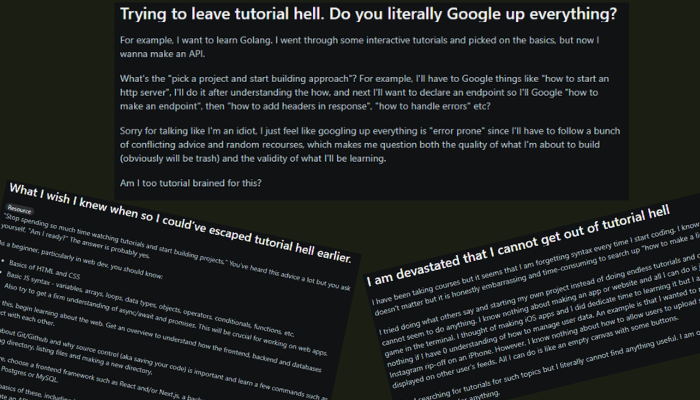 Trying to leave tutorial hell. Do you literally Google up everything?
For example, I want to learn Golang. I went through some interactive tutorials and picked on the basics, but now I
wanna make an API.
What's the "pick a project and start building approach"? For example, I'll have to Google things like "how to start an
http server", I'll do it after understanding the how, and next I'll want to declare an endpoint so I'll Google "how to
make an endpoint", then "how to add headers in response", "how to handle errors" etc?
Sorry for talking like I'm an idiot, I just feel like googling up everything is "error prone" since I'll have to follow a bunch
of conflicting advice and random recourses, which makes me question both the quality of what I'm about to build
(obviously will be trash) and the validity of what I'll be learning.
Am I too tutorial brained for this?
What I wish I knew when so I could've escaped tutorial hell earlier.
Resource
"Stop spending so much time watching tutorials and start building projects." You've heard this advice a lot but you ask
yourself, "Am I ready?" The answer is probably yes.
As a beginner, particularly in web dev, you should know:
Basics of HTML and CSS
Basic JS syntax - variables, arrays, loops, data types, objects, operators, conditionals, functions, etc.
Also try to get a firm understanding of async/await and promises. This will be crucial for working on web apps.
this, begin learning about the web. Get an overview to understand how the frontend, backend and databases
ct with each other.
about Git/Github and why source control (aka saving your code) is important and learn a few commands such as
g directory, listing files and making a new directory.
re, choose a frontend framework such as React and/or Next.js, a
Postgres or MySQL.
basics of these,
I am devastated that I cannot get out of tutorial hell
I have been taking courses but it seems that I am forgetting syntax every time I start coding. I know
doesn't matter but it is honestly embarrassing and time-consuming to search up "how to make a
I tried doing what others say and starting my own project instead of doing endless tutorials and
cannot seem to do anything. I know nothing about making an app or website and all I can do is
game in the terminal. I thought of making iOS apps and I did dedicate time to learning it but I
nothing if I have 0 understanding of how to manage user data. An example is that I wanted to
Instagram rip-off on an iPhone. However, I know nothing about how to allow users to upload
displayed on other user's feeds. All I can do is like an empty canvas with some buttons.
searching for tutorials for such topics but I literally cannot find anything useful. I am
anything.